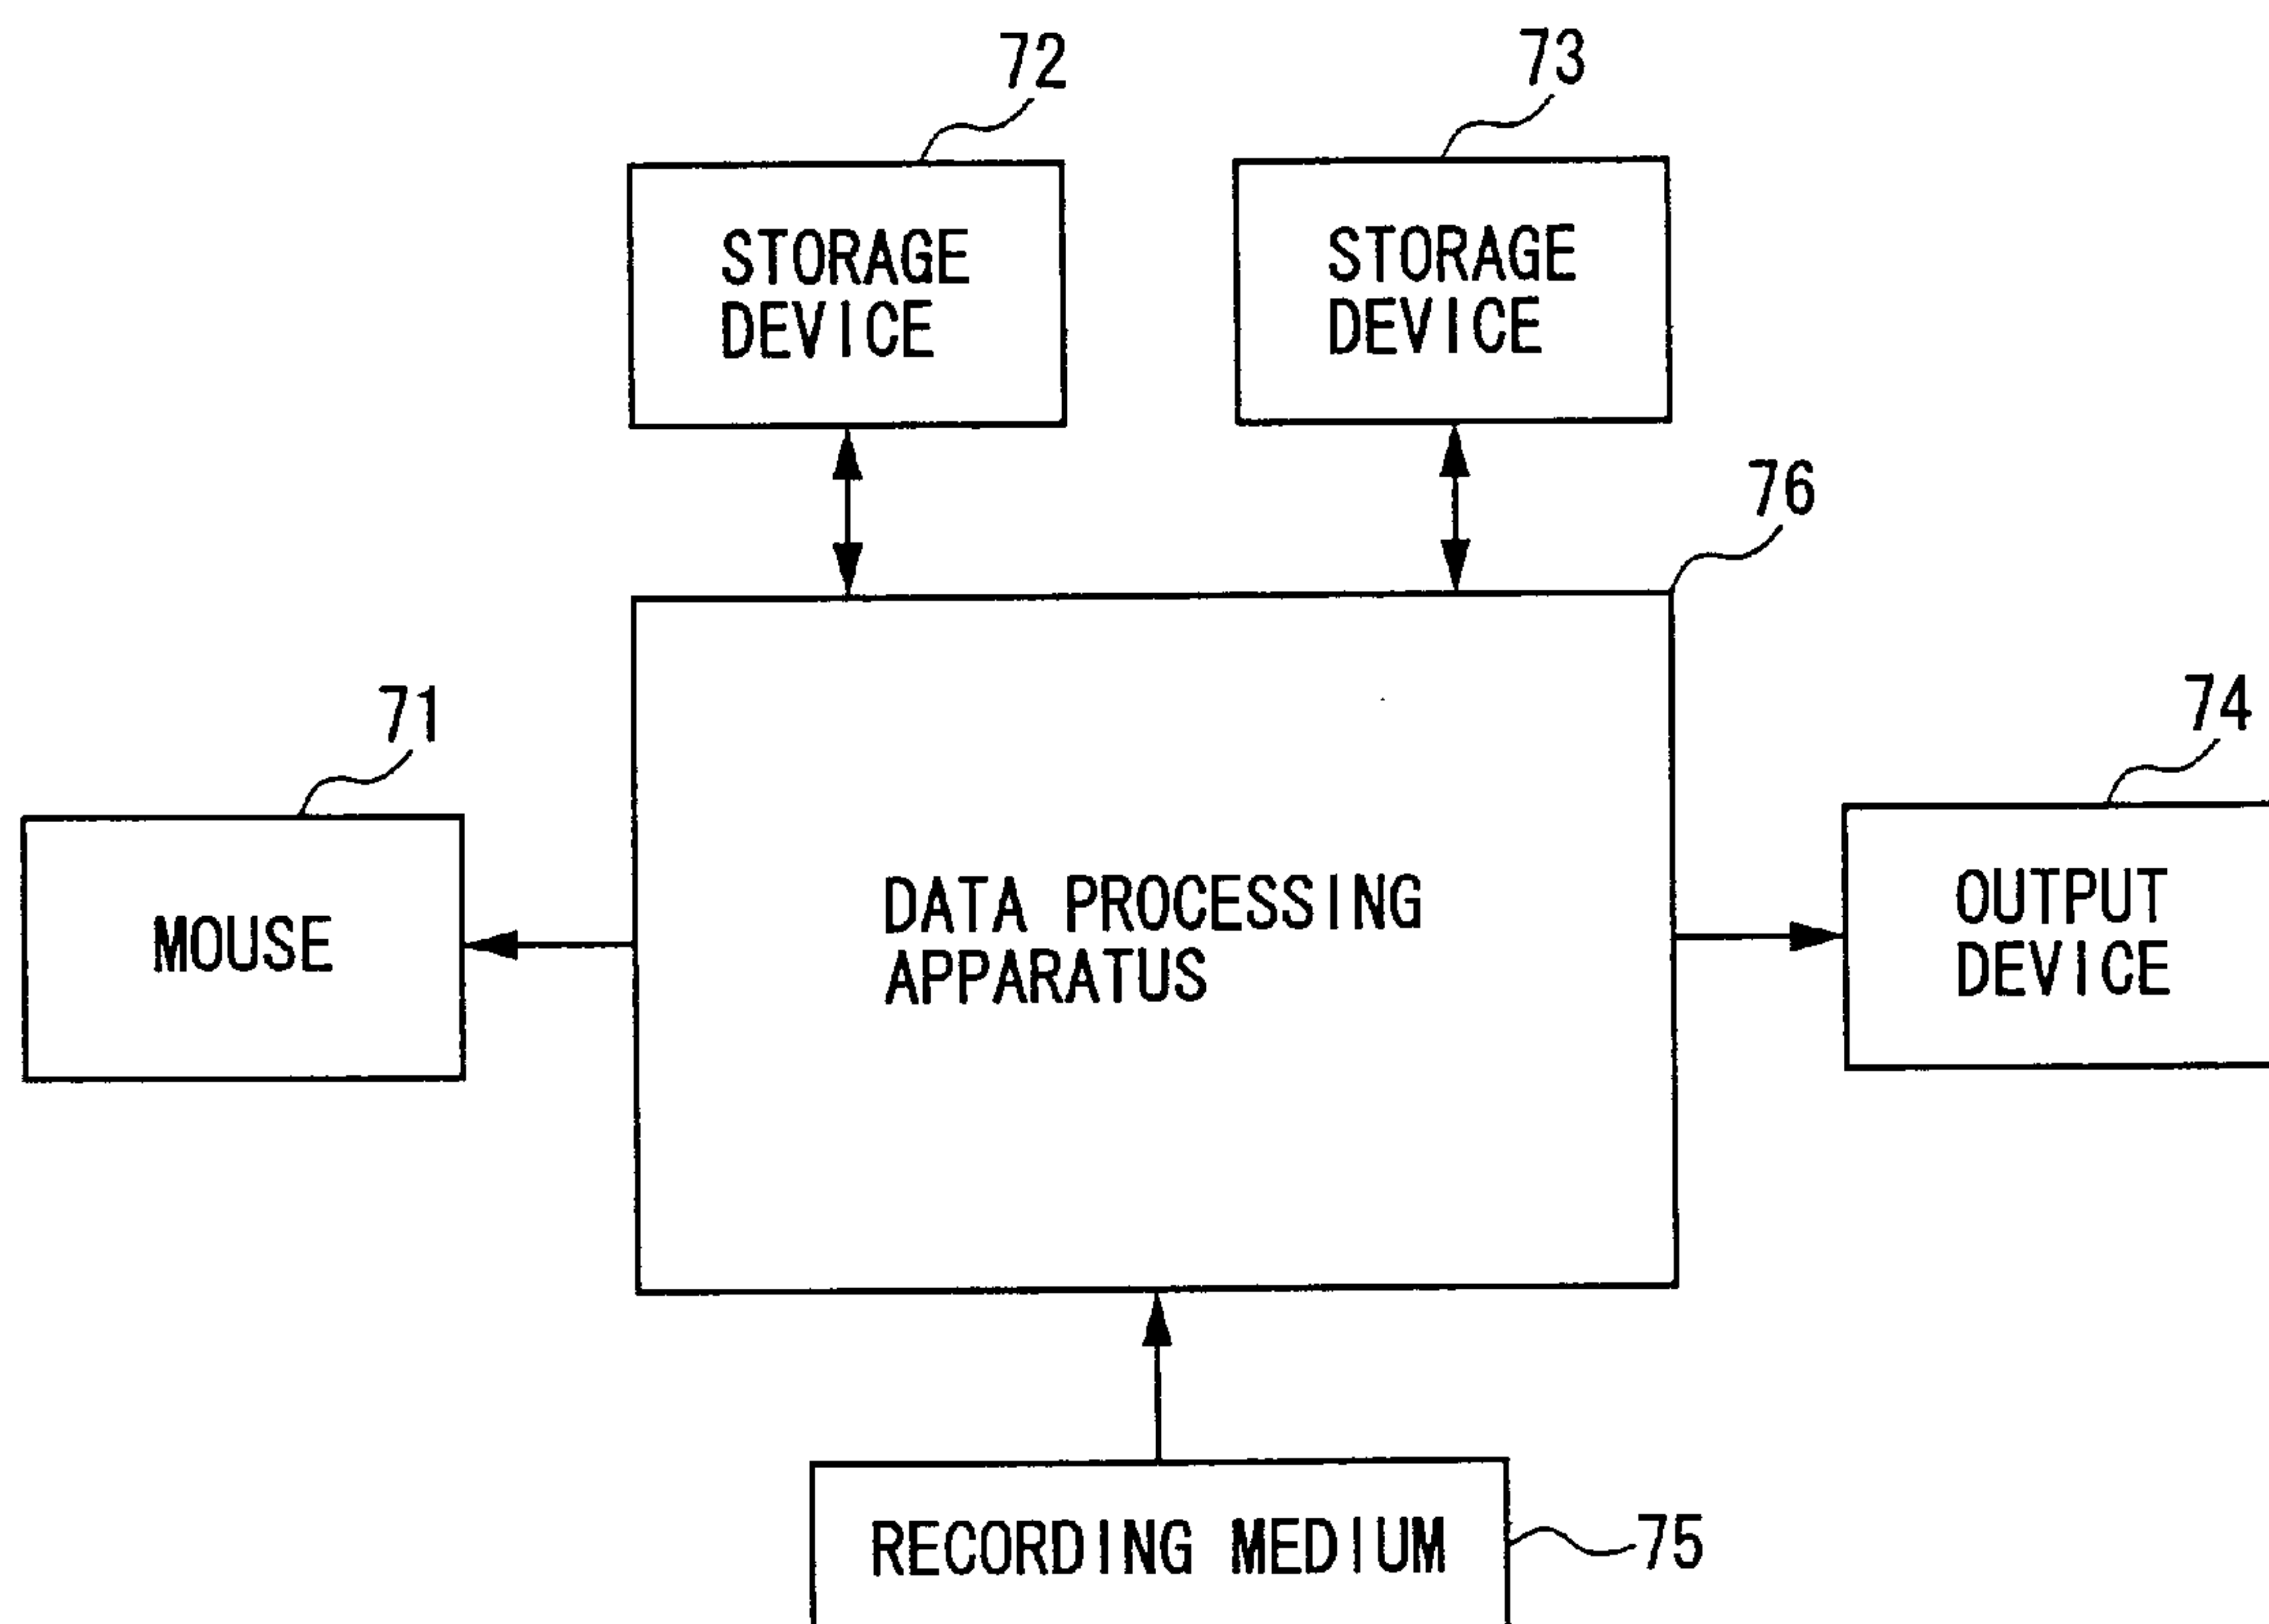 72
73
STORAGE
DEVICE
STORAGE
DEVICE
76
71
74
MOUSE
DATA PROCESSING
APPARATUS
OUTPUT
DEVICE
RECORDING MEDIUM
75